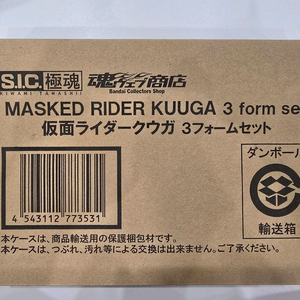 S.I.C. 極魂
KIWAMI TAMASHII
魂ウェブ商店
Bandai Collectors Shop
MASKED RIDER KUUGA 3 form se
仮面ライダークウガ 3フォームセット
4 543112 773531
ダンボール
輸送箱
本ケースは、商品輸送用の保護梱包材です。
本ケースは、つぶれ、汚れ等による交換は出来ません。ご了承ください。